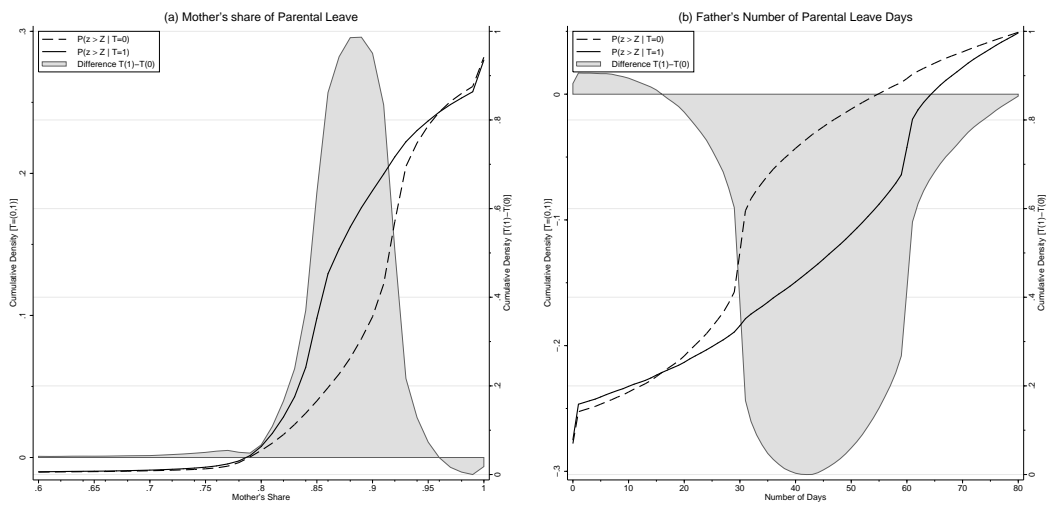 (a) Mother's share of Parental Leave
P(z > Z | T=0)
P(z > Z | T=1)
Difference T(1)−T(0)
Cumulative Density [T=(0,1)]
0
.1
.2
.3
Cumulative Density [T(1)−T(0)]
0
.2
.4
.6
.8
1
.6
.65
.7
.75
.8
.85
.9
.95
1
Mother's Share
(b) Father's Number of Parental Leave Days
P(z > Z | T=0)
P(z > Z | T=1)
Difference T(1)−T(0)
Cumulative Density [T=(0,1)]
−.3
−.2
−.1
0
Cumulative Density [T(1)−T(0)]
0
.2
.4
.6
.8
1
0
10
20
30
40
50
60
70
80
Number of Days